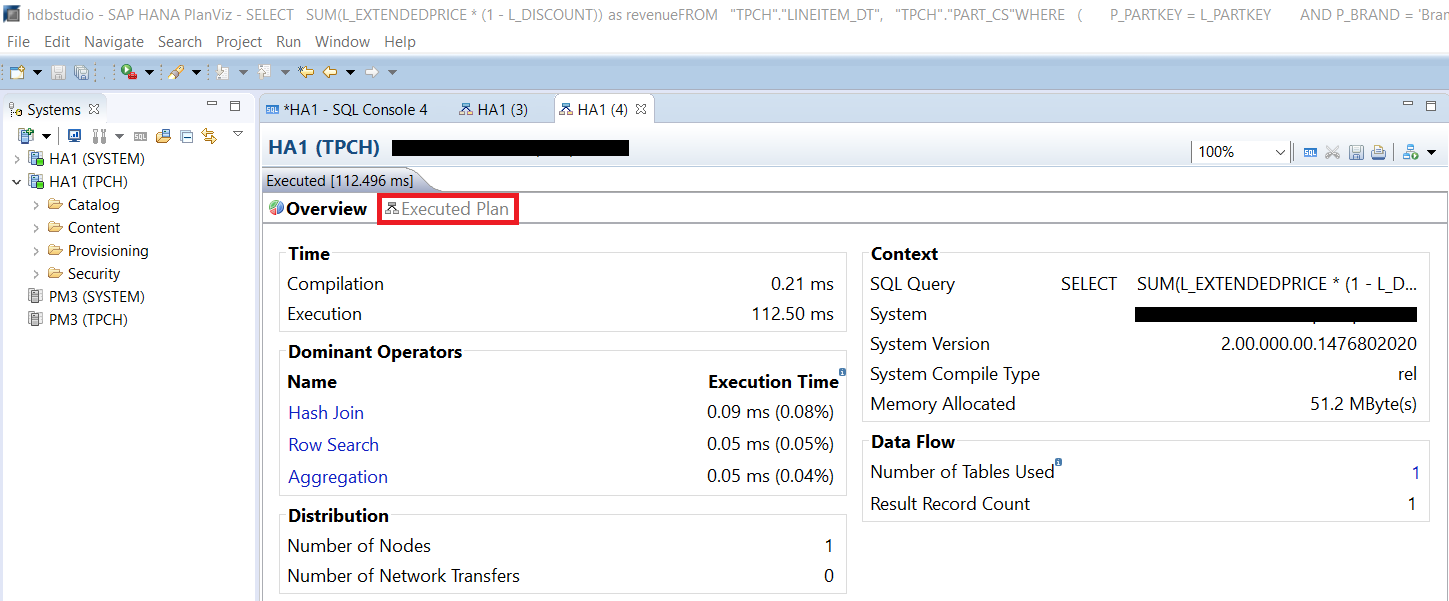 hdbstudio - SAP HANA PlanViz - SELECT SUM(L_EXTENDEDPRICE * (1 - L_DISCOUNT)) as revenueFROM "TPCH"."LINEITEM_DT", "TPCH"."PART_CS"WHERE ( P_PARTKEY = L_PARTKEY AND P_BRAND = 'Bran
File Edit Navigate Search Project Run Window Help
Systems
*HA1 - SQL Console 4 HA1 (3) HA1 (4)
HA1 (SYSTEM)
HA1 (TPCH)
Catalog
Content
Provisioning
Security
PM3 (SYSTEM)
PM3 (TPCH)
HA1 (TPCH)
100%
SQL
Executed [112.496 ms]
Overview Executed Plan
Time
Compilation 0.21 ms
Execution 112.50 ms
Dominant Operators
Name Execution Time
Hash Join 0.09 ms (0.08%)
Row Search 0.05 ms (0.05%)
Aggregation 0.05 ms (0.04%)
Distribution
Number of Nodes 1
Number of Network Transfers 0
Context
SQL Query SELECT SUM(L_EXTENDEDPRICE * (1 - L_D...
System
System Version 2.00.000.00.1476802020
System Compile Type rel
Memory Allocated 51.2 MByte(s)
Data Flow
Number of Tables Used 1
Result Record Count 1